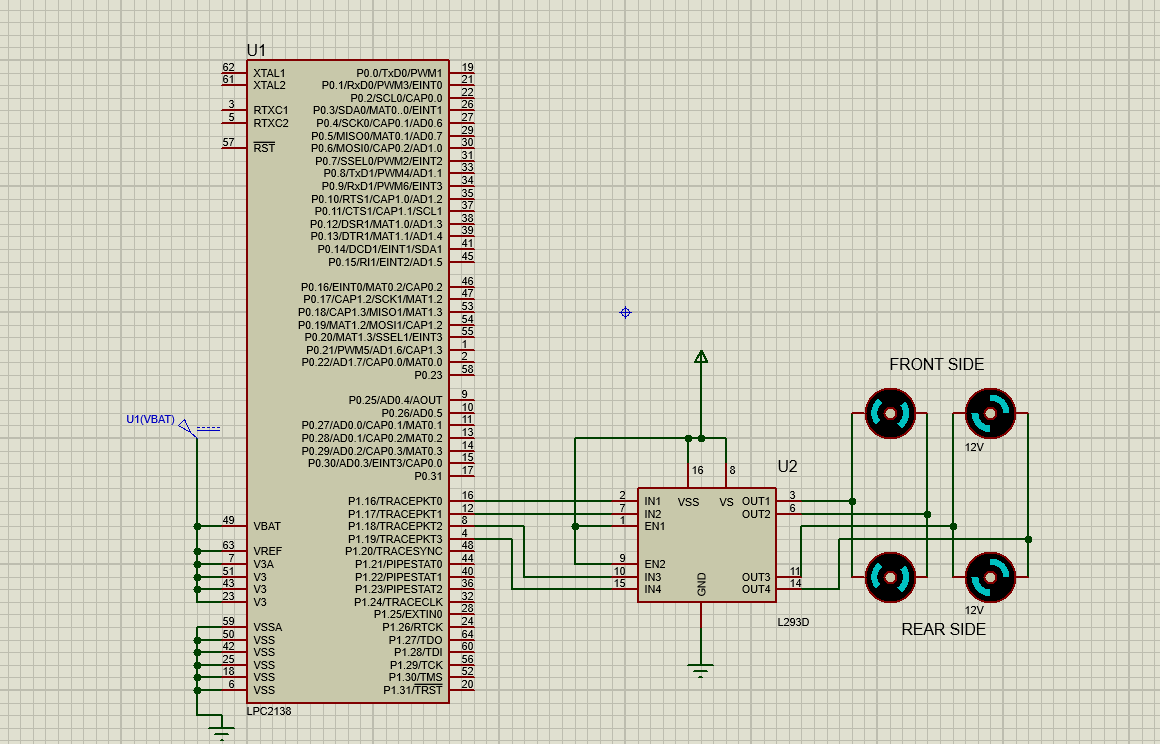 U1
62 XTAL1 P0.0/TxD0/PWM1 19
61 XTAL2 P0.1/RxD0/PWM3/EINT0 21
P0.2/SCL0/CAP0.0 22
3 RTXC1 P0.3/SDA0/MAT0..0/EINT1 26
5 RTXC2 P0.4/SCK0/CAP0.1/AD0.6 27
P0.5/MISO0/MAT0.1/AD0.7 29
57 RST P0.6/MOSI0/CAP0.2/AD1.0 30
P0.7/SSEL0/PWM2/EINT2 31
P0.8/TxD1/PWM4/AD1.1 33
P0.9/RxD1/PWM6/EINT3 34
P0.10/RTS1/CAP1.0/AD1.2 35
P0.11/CTS1/CAP1.1/SCL1 37
P0.12/DSR1/MAT1.0/AD1.3 38
P0.13/DTR1/MAT1.1/AD1.4 39
P0.14/DCD1/EINT1/SDA1 41
P0.15/RI1/EINT2/AD1.5 45
P0.16/EINT0/MAT0.2/CAP0.2 46
P0.17/CAP1.2/SCK1/MAT1.2 47
P0.18/CAP1.3/MISO1/MAT1.3 53
P0.19/MAT1.2/MOSI1/CAP1.2 54
P0.20/MAT1.3/SSEL1/EINT3 55
P0.21/PWM5/AD1.6/CAP1.3 1
P0.22/AD1.7/CAP0.0/MAT0.0 2
P0.23 58
FRONT SIDE
P0.25/AD0.4/AOUT 9
P0.26/AD0.5 10
U1(VBAT) P0.27/AD0.0/CAP0.1/MAT0.1 11
P0.28/AD0.1/CAP0.2/MAT0.2 13
P0.29/AD0.2/CAP0.3/MAT0.3 14
12V
P0.30/AD0.3/EINT3/CAP0.0 15
P0.31 17
16 8 U2
P1.16/TRACEPKT0 16 2 IN1 VSS VS OUT1 3
P1.17/TRACEPKT1 12 7 IN2 OUT2 6
49 VBAT P1.18/TRACEPKT2 8 1 EN1
P1.19/TRACEPKT3 4
63 VREF P1.20/TRACESYNC 48
7 V3A P1.21/PIPESTAT0 44 9 EN2
51 V3 P1.22/PIPESTAT1 40 10 IN3 GND OUT3 11
43 V3 P1.23/PIPESTAT2 36 15 IN4 OUT4 14
23 V3 P1.24/TRACECLK 32
12V
P1.25/EXTIN0 28
59 VSSA P1.26/RTCK 24 L293D REAR SIDE
50 VSS P1.27/TDO 64
42 VSS P1.28/TDI 60
25 VSS P1.29/TCK 56
18 VSS P1.30/TMS 52
6 VSS P1.31/TRST 20
LPC2138